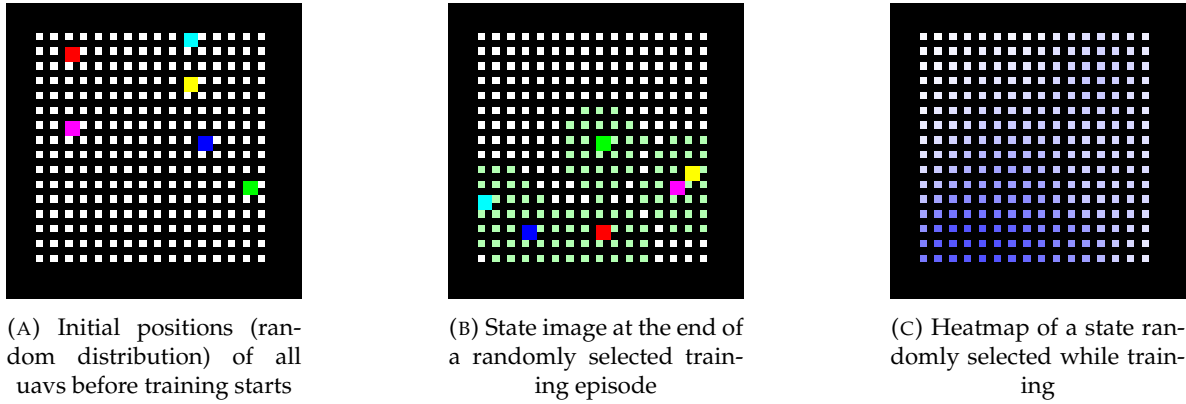 (A) Initial positions (ran-
dom distribution) of all
uavs before training starts
(B) State image at the end of
a randomly selected train-
ing episode
(C) Heatmap of a state ran-
domly selected while train-
ing